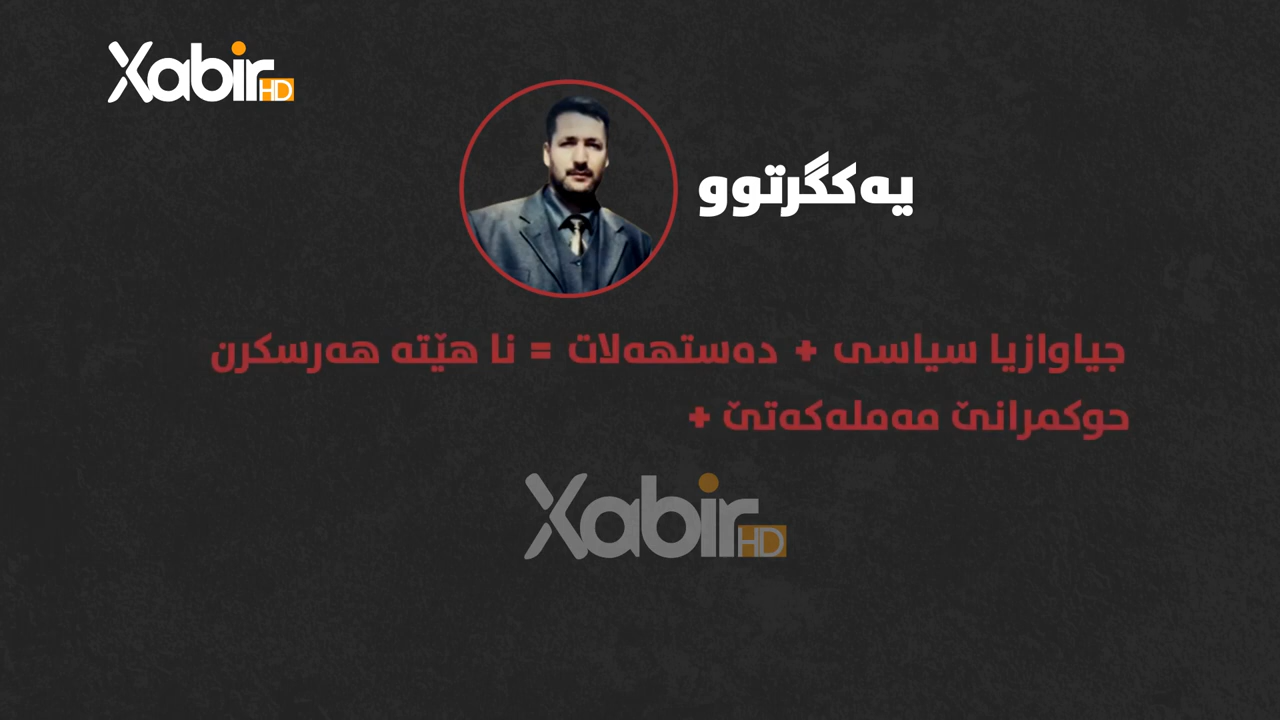 Xabir HD
یەکگرتوو
جیاوازیا سیاسی + دەستهەلات = نا هێتە هەرسکرن
حوکمرانێ مەملەکەتێ +
Xabir HD